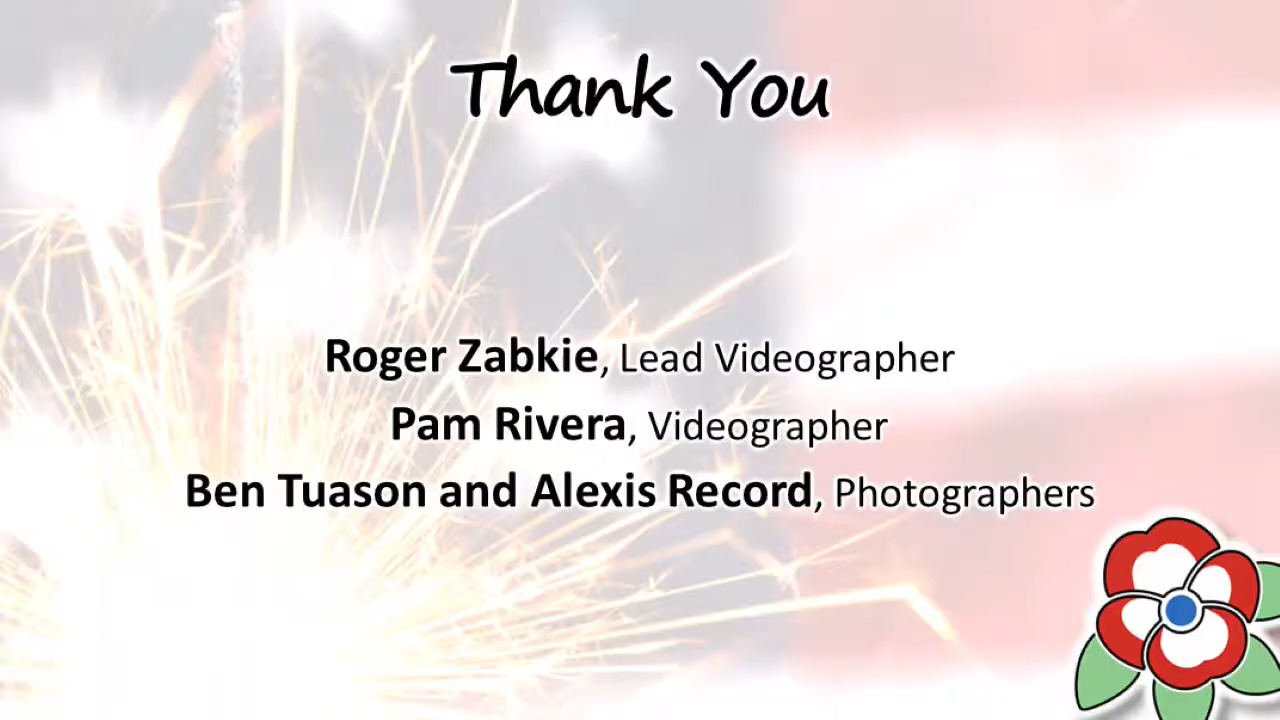 Thank You
Roger Zabkie, Lead Videographer
Pam Rivera, Videographer
Ben Tuason and Alexis Record, Photographers